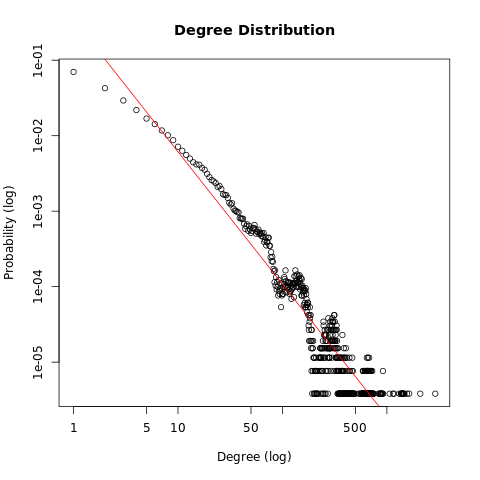 Degree Distribution
1e-01
1e-02
1e-03
1e-04
1e-05
Probability (log)
1 5 10 50 500
Degree (log)